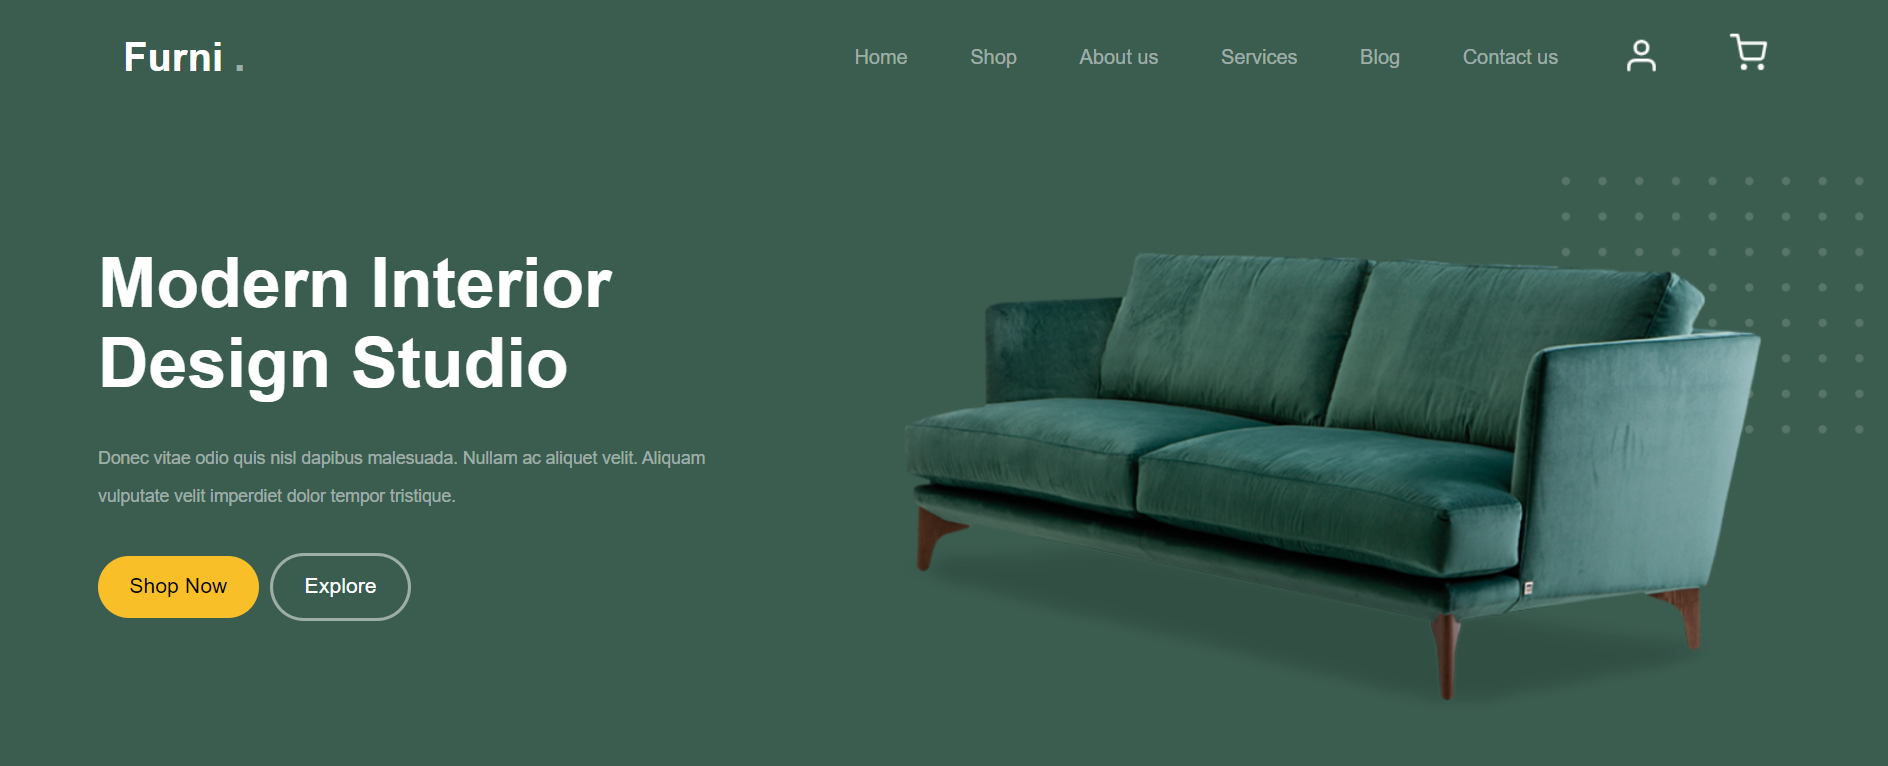 Furni .
Home
Shop
About us
Services
Blog
Contact us
Modern Interior
Design Studio
Donec vitae odio quis nisl dapibus malesuada. Nullam ac aliquet velit. Aliquam
vulputate velit imperdiet dolor tempor tristique.
Shop Now
Explore